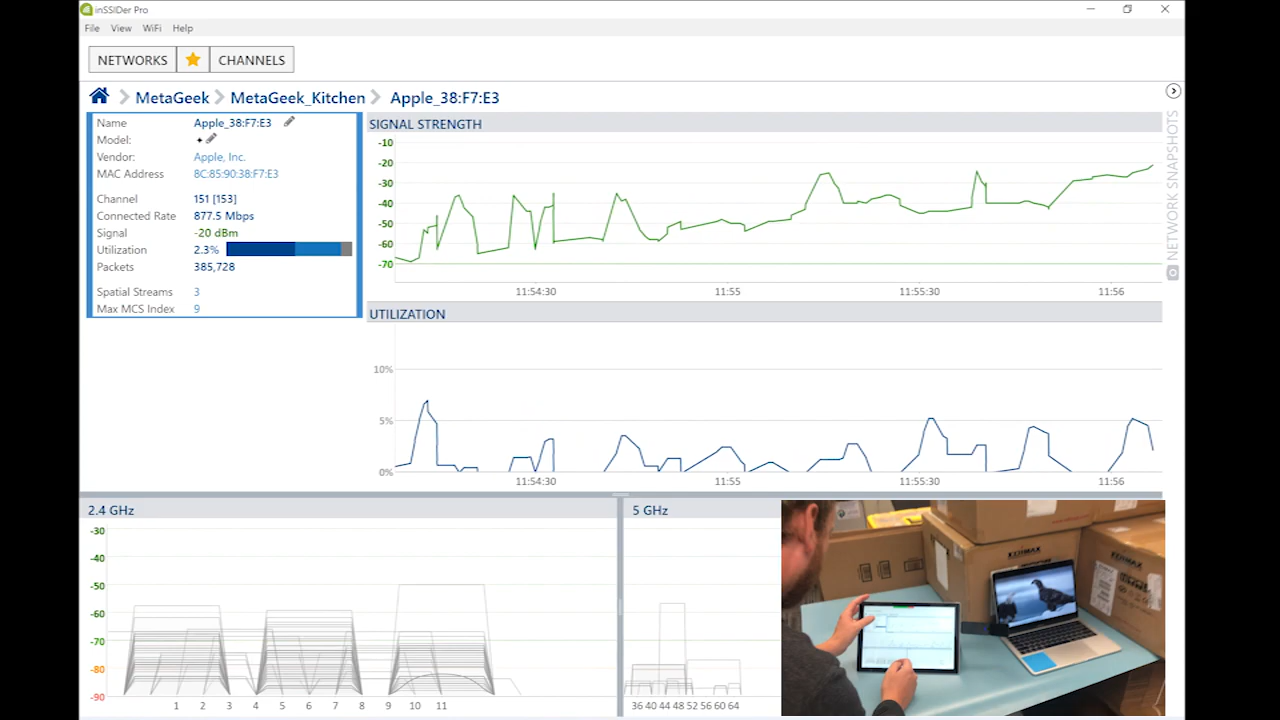 inSSIDer Pro
File View WiFi Help
NETWORKS CHANNELS
MetaGeek MetaGeek_Kitchen Apple_38:F7:E3
Name Apple_38:F7:E3
Model:
Vendor: Apple, Inc.
MAC Address 8C:85:90:38:F7:E3
Channel 151 [153]
Connected Rate 877.5 Mbps
Signal -20 dBm
Utilization 2.3%
Packets 385,728
Spatial Streams 3
Max MCS Index 9
SIGNAL STRENGTH
-10
-20
-30
-40
-50
-60
-70
11:54:30 11:55 11:55:30 11:56
UTILIZATION
10%
5%
0%
11:54:30 11:55 11:55:30 11:56
NETWORK SNAPSHOTS
2.4 GHz
-30
-40
-50
-60
-70
-80
-90
1 2 3 4 5 6 7 8 9 10 11
5 GHz
36 40 44 48 52 56 60 64
EDIMAX